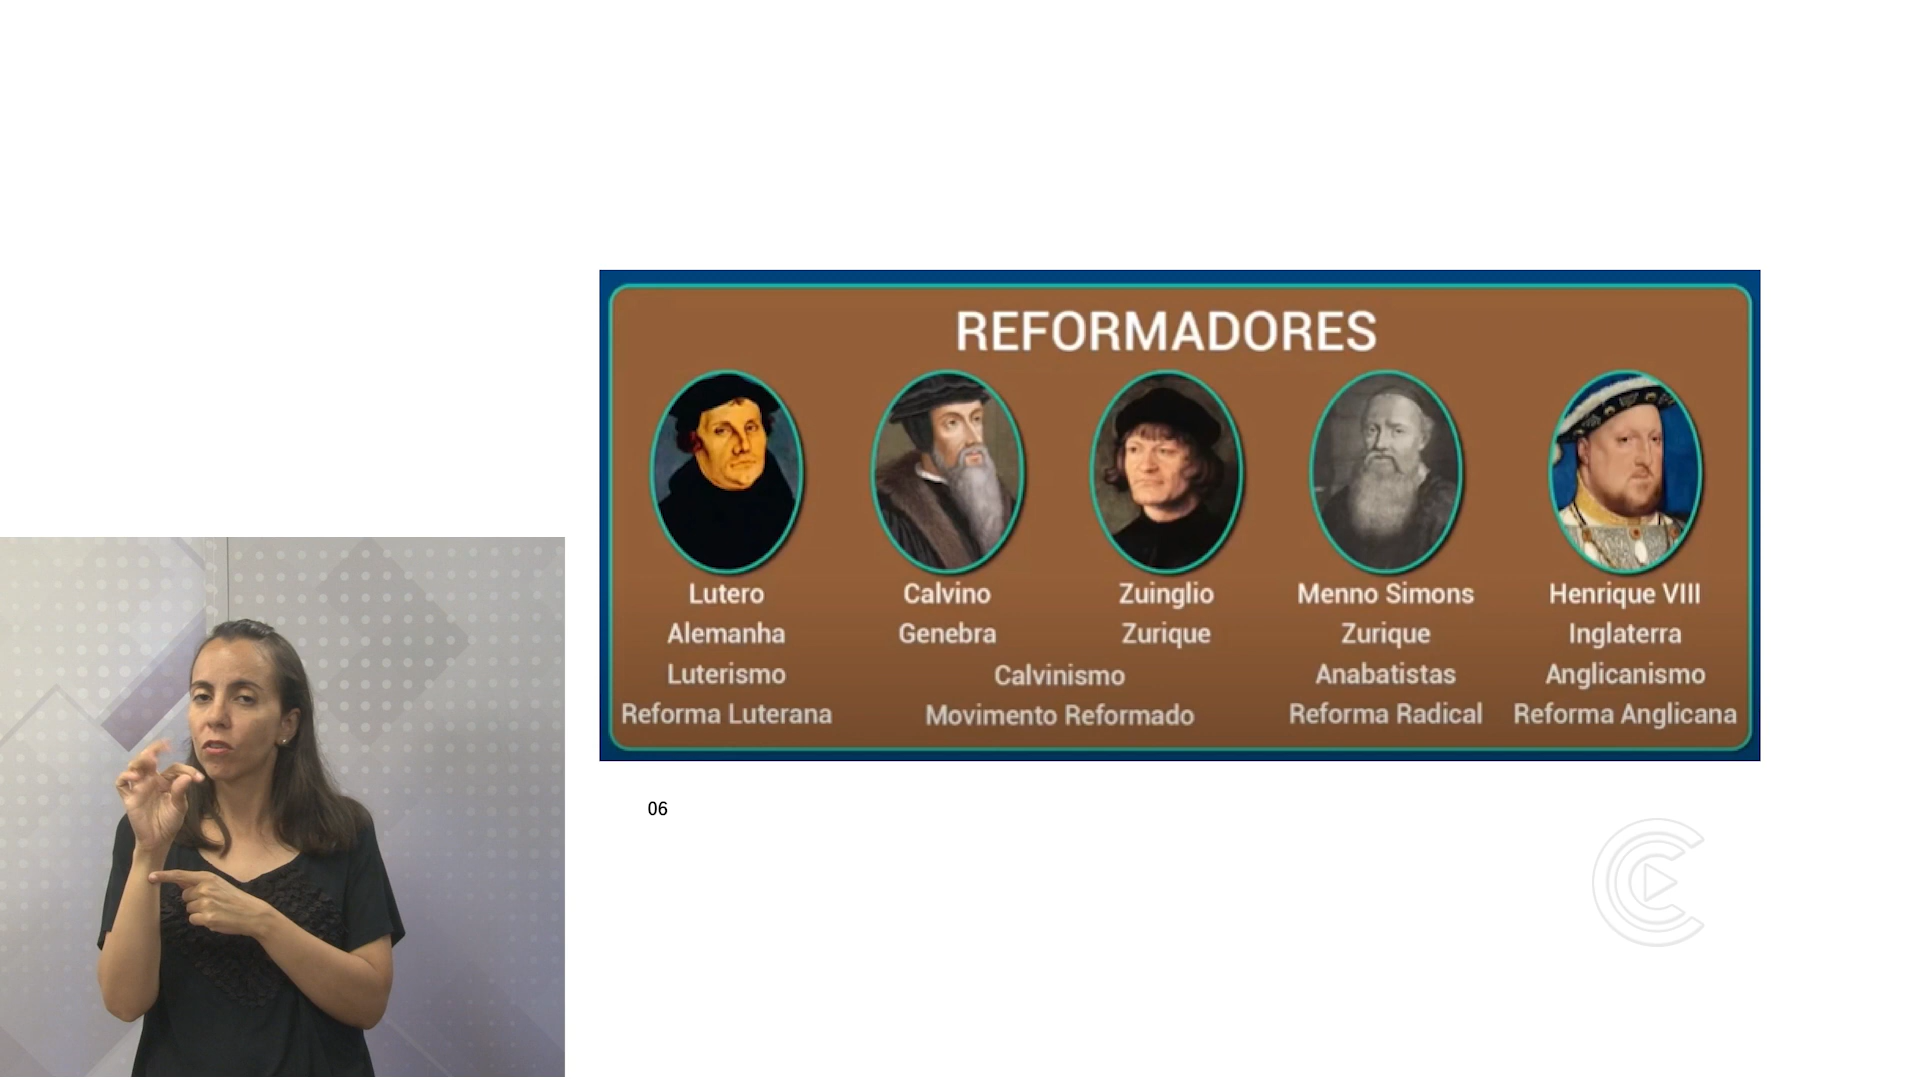 REFORMADORES
Lutero Calvino Zuinglio Menno Simons Henrique VIII
Alemanha Genebra Zurique Zurique Inglaterra
Luterismo Calvinismo Anabatistas Anglicanismo
Reforma Luterana Movimento Reformado Reforma Radical Reforma Anglicana
06